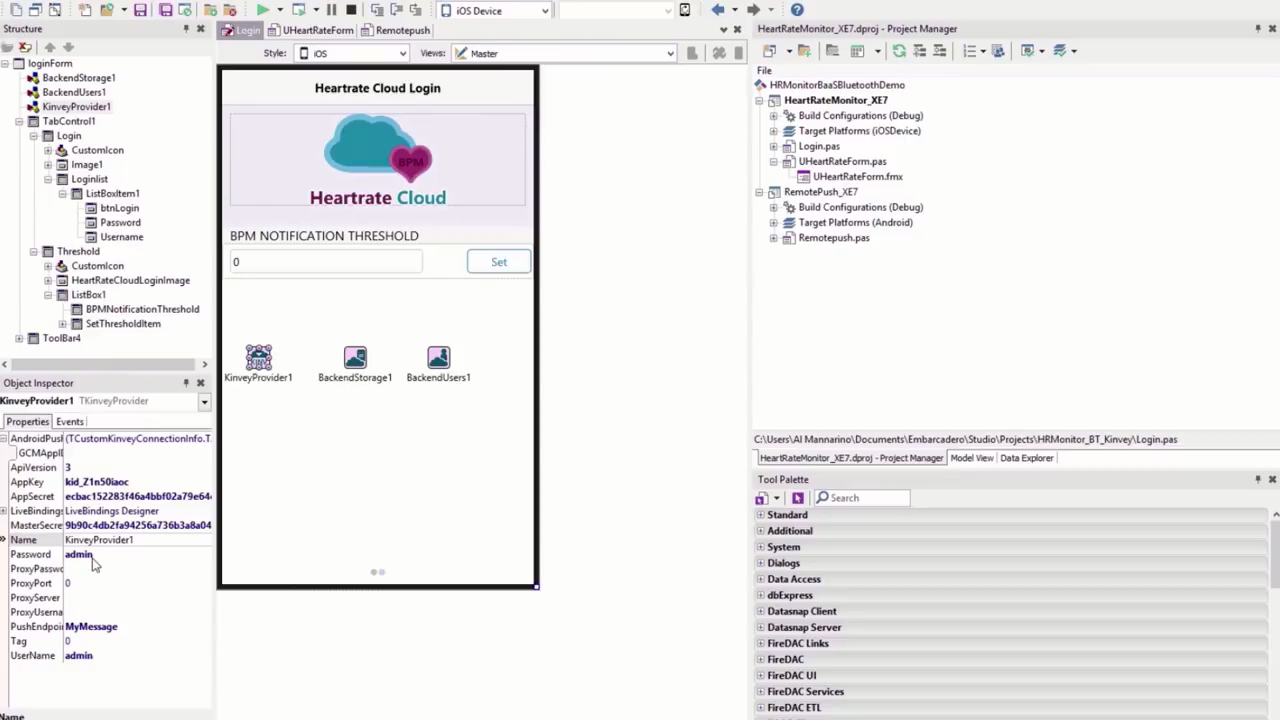 iOS Device
Structure
loginForm
BackendStorage1
BackendUsers1
KinveyProvider1
TabControl1
Login
CustomIcon
Image1
Loginlist
ListBoxItem1
btnLogin
Password
Username
Threshold
CustomIcon
HeartRateCloudLoginImage
ListBox1
BPMNotificationThreshold
SetThresholdItem
ToolBar4
Object Inspector
KinveyProvider1 TKinveyProvider
Properties Events
AndroidPush (TCustomKinveyConnectionInfo.T
GCMAppID
ApiVersion 3
AppKey kid_Z1n50iaoc
AppSecret ecbac152283f46a4bbf02a79e64
LiveBindings LiveBindings Designer
MasterSecre 9b90c4db2fa94256a736b3a8a04
Name KinveyProvider1
Password admin
ProxyPasswo
ProxyPort 0
ProxyServer
ProxyUserna
PushEndpoi MyMessage
Tag 0
UserName admin
Name
Login UHeartRateForm Remotepush
Style: iOS Views: Master
Heartrate Cloud Login
BPM
Heartrate Cloud
BPM NOTIFICATION THRESHOLD
0 Set
KinveyProvider1 BackendStorage1 BackendUsers1
HeartRateMonitor_XE7.dproj - Project Manager
File
HRMonitorBaaSBluetoothDemo
HeartRateMonitor_XE7
Build Configurations (Debug)
Target Platforms (iOSDevice)
Login.pas
UHeartRateForm.pas
UHeartRateForm.fmx
RemotePush_XE7
Build Configurations (Debug)
Target Platforms (Android)
Remotepush.pas
C:\Users\Al Mannarino\Documents\Embarcadero\Studio\Projects\HRMonitor_BT_Kinvey\Login.pas
HeartRateMonitor_XE7.dproj - Project Manager Model View Data Explorer
Tool Palette
Search
Standard
Additional
System
Dialogs
Data Access
dbExpress
Datasnap Client
Datasnap Server
FireDAC Links
FireDAC
FireDAC UI
FireDAC Services
FireDAC ETL